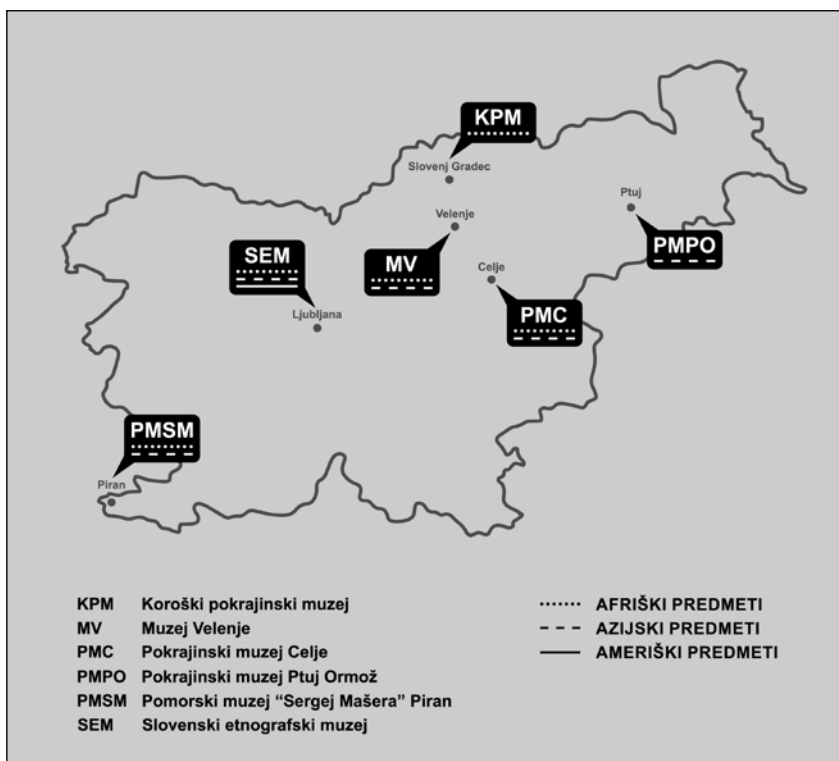 KPM
Slovenj Gradec
Ptuj
Velenje
PMPO
SEM
MV
Celje
Ljubljana
PMC
PMSM
Piran
KPM Koroški pokrajinski muzej
MV Muzej Velenje
PMC Pokrajinski muzej Celje
PMPO Pokrajinski muzej Ptuj Ormož
PMSM Pomorski muzej “Sergej Mašera” Piran
SEM Slovenski etnografski muzej
AFRIŠKI PREDMETI
AZIJSKI PREDMETI
AMERIŠKI PREDMETI